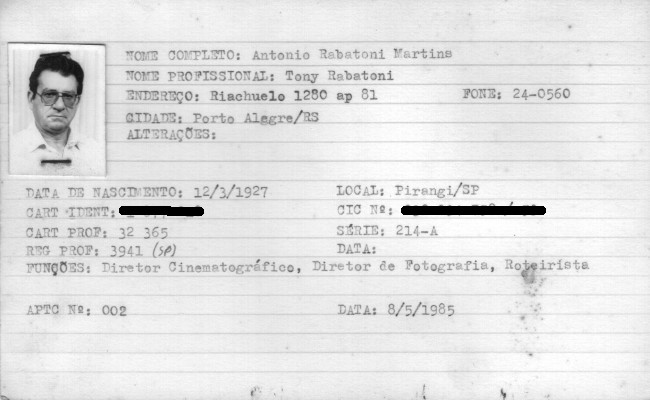 NOME COMPLETO: Antonio Rabatoni Martins
NOME PROFISSIONAL: Tony Rabatoni
ENDEREÇO: Riachuelo 1280 ap 81 FONE: 24-0560
CIDADE: Porto Alegre/RS
ALTERAÇÕES:
DATA DE NASCIMENTO: 12/3/1927 LOCAL: Pirangi/SP
CART IDENT: CIC Nº:
CART PROF: 32 365 SÉRIE: 214-A
REG PROF: 3941 (SP) DATA:
FUNÇÕES: Diretor Cinematográfico, Diretor de Fotografia, Roteirista
APTC Nº: 002 DATA: 8/5/1985